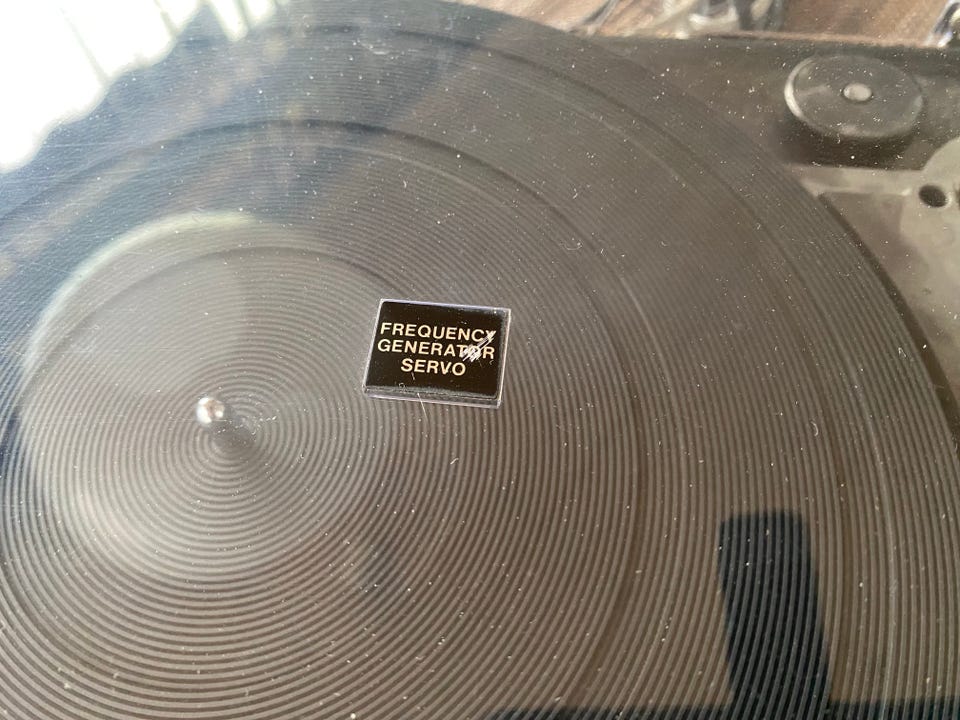 FREQUENCY
GENERATOR
SERVO